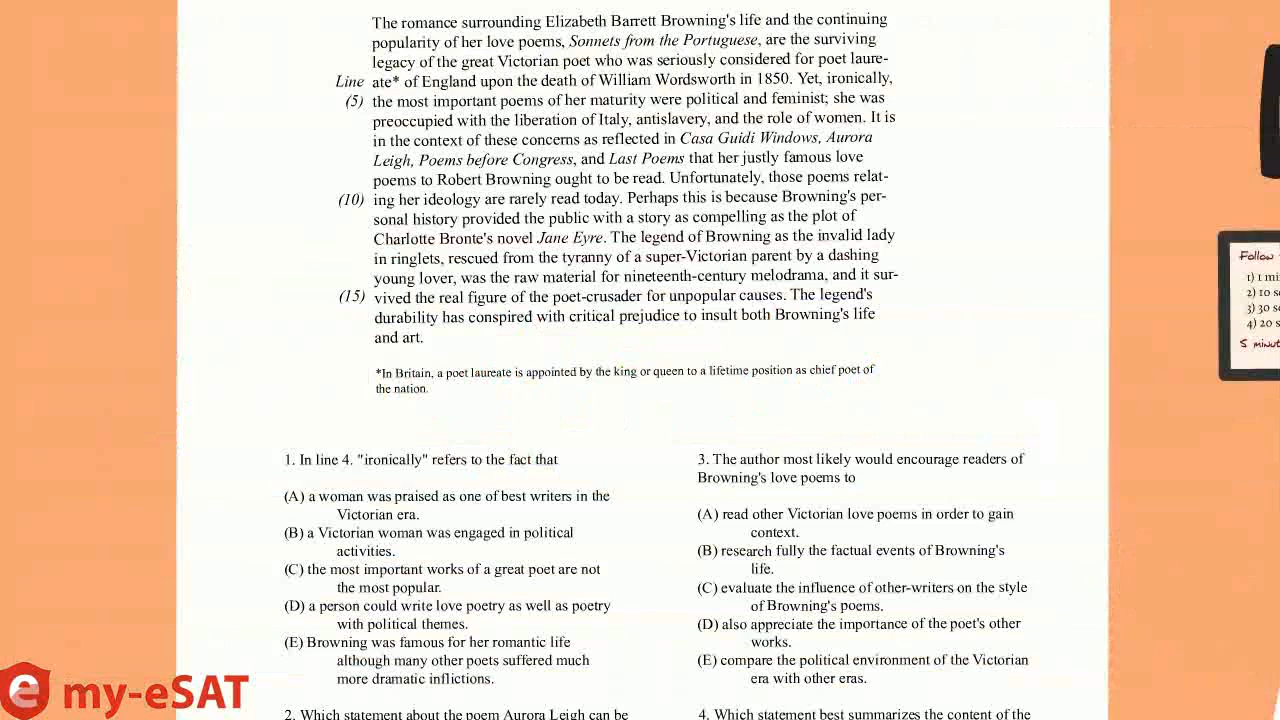 The romance surrounding Elizabeth Barrett Browning's life and the continuing
popularity of her love poems, Sonnets from the Portuguese, are the surviving
legacy of the great Victorian poet who was seriously considered for poet laure-
Line ate* of England upon the death of William Wordsworth in 1850. Yet, ironically,
(5) the most important poems of her maturity were political and feminist; she was
preoccupied with the liberation of Italy, antislavery, and the role of women. It is
in the context of these concerns as reflected in Casa Guidi Windows, Aurora
Leigh, Poems before Congress, and Last Poems that her justly famous love
poems to Robert Browning ought to be read. Unfortunately, those poems relat-
(10) ing her ideology are rarely read today. Perhaps this is because Browning's per-
sonal history provided the public with a story as compelling as the plot of
Charlotte Bronte's novel Jane Eyre. The legend of Browning as the invalid lady
in ringlets, rescued from the tyranny of a super-Victorian parent by a dashing
young lover, was the raw material for nineteenth-century melodrama, and it sur-
(15) vived the real figure of the poet-crusader for unpopular causes. The legend's
durability has conspired with critical prejudice to insult both Browning's life
and art.
*In Britain, a poet laureate is appointed by the king or queen to a lifetime position as chief poet of
the nation.
1. In line 4. "ironically" refers to the fact that
(A) a woman was praised as one of best writers in the
Victorian era.
(B) a Victorian woman was engaged in political
activities.
(C) the most important works of a great poet are not
the most popular.
(D) a person could write love poetry as well as poetry
with political themes.
(E) Browning was famous for her romantic life
although many other poets suffered much
more dramatic inflictions.
2. Which statement about the poem Aurora Leigh can be
3. The author most likely would encourage readers of
Browning's love poems to
(A) read other Victorian love poems in order to gain
context.
(B) research fully the factual events of Browning's
life.
(C) evaluate the influence of other-writers on the style
of Browning's poems.
(D) also appreciate the importance of the poet's other
works.
(E) compare the political environment of the Victorian
era with other eras.
4. Which statement best summarizes the content of the
Follow
1) 1 mi
2) 10 s
3) 30 s
4) 20 s
5 minut
e my-eSAT